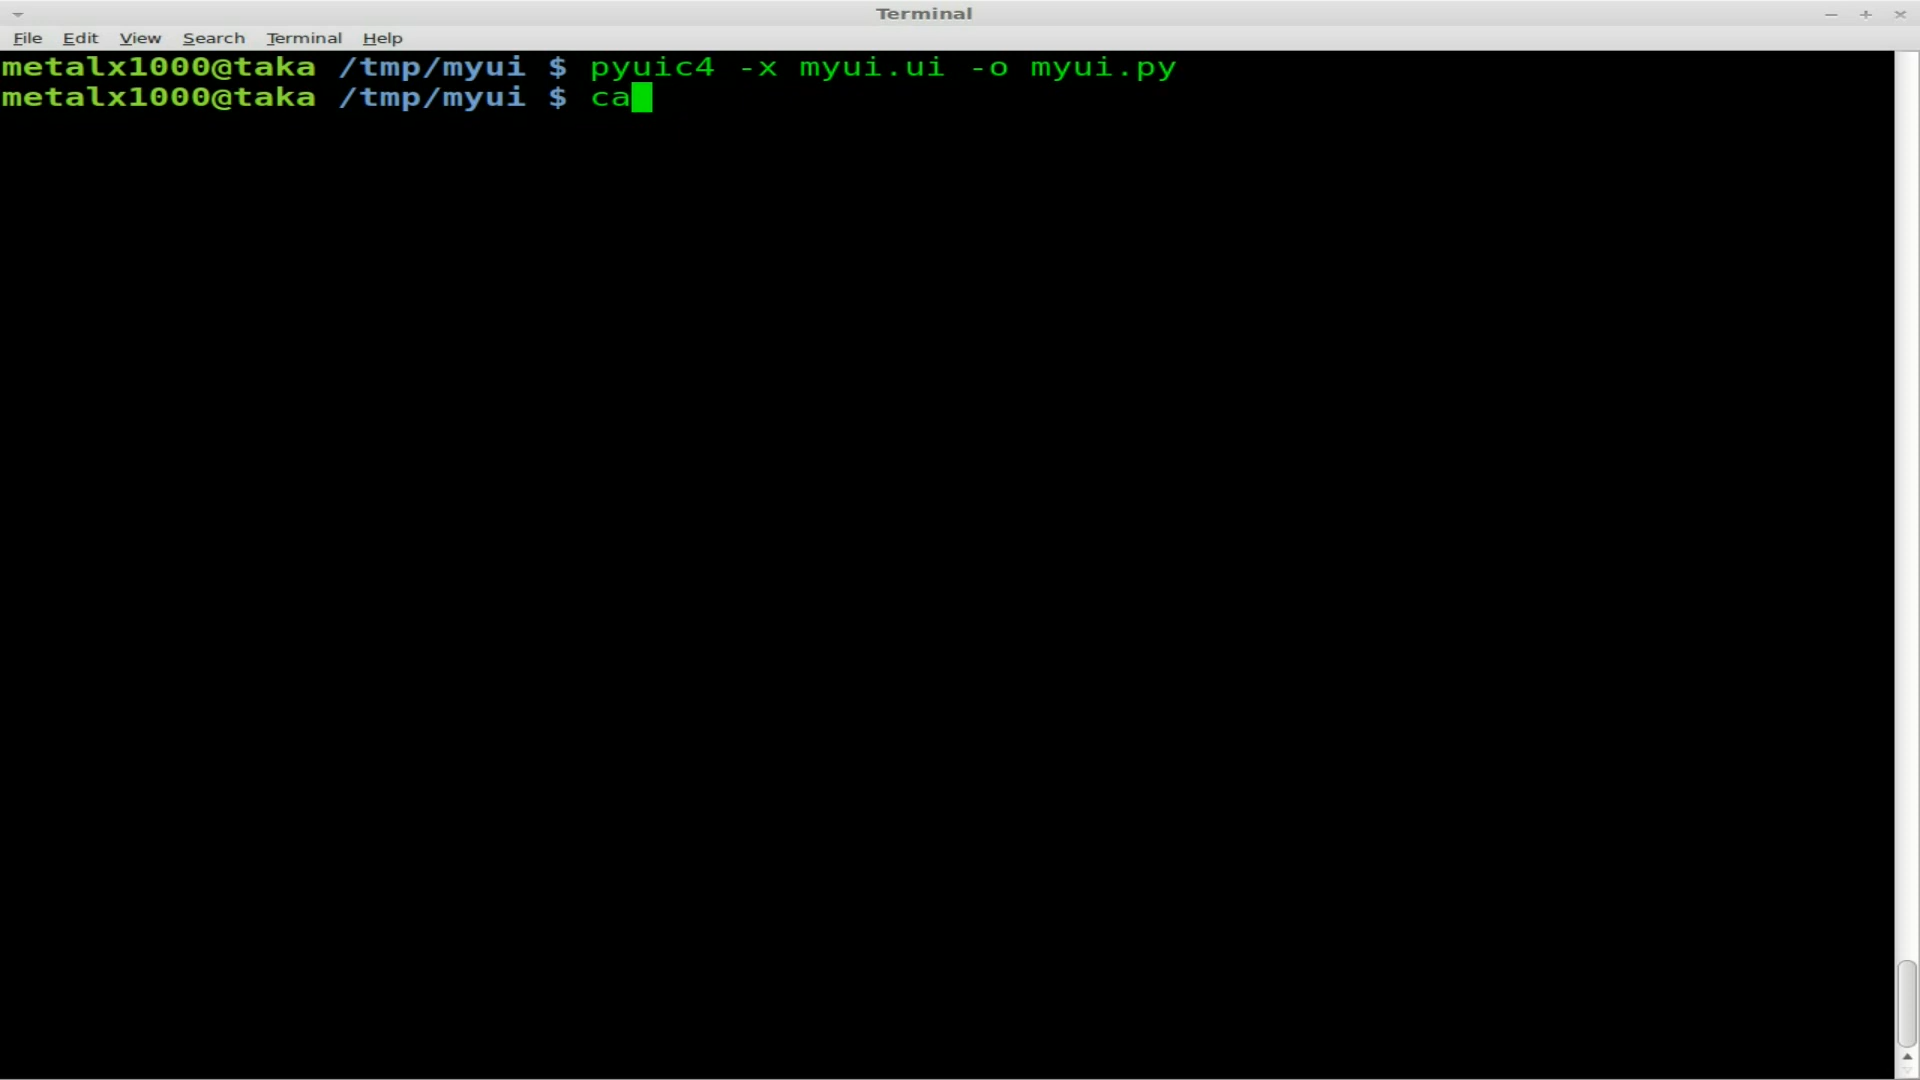 Terminal
File Edit View Search Terminal Help
metalx1000@taka /tmp/myui $ pyuic4 -x myui.ui -o myui.py
metalx1000@taka /tmp/myui $ ca